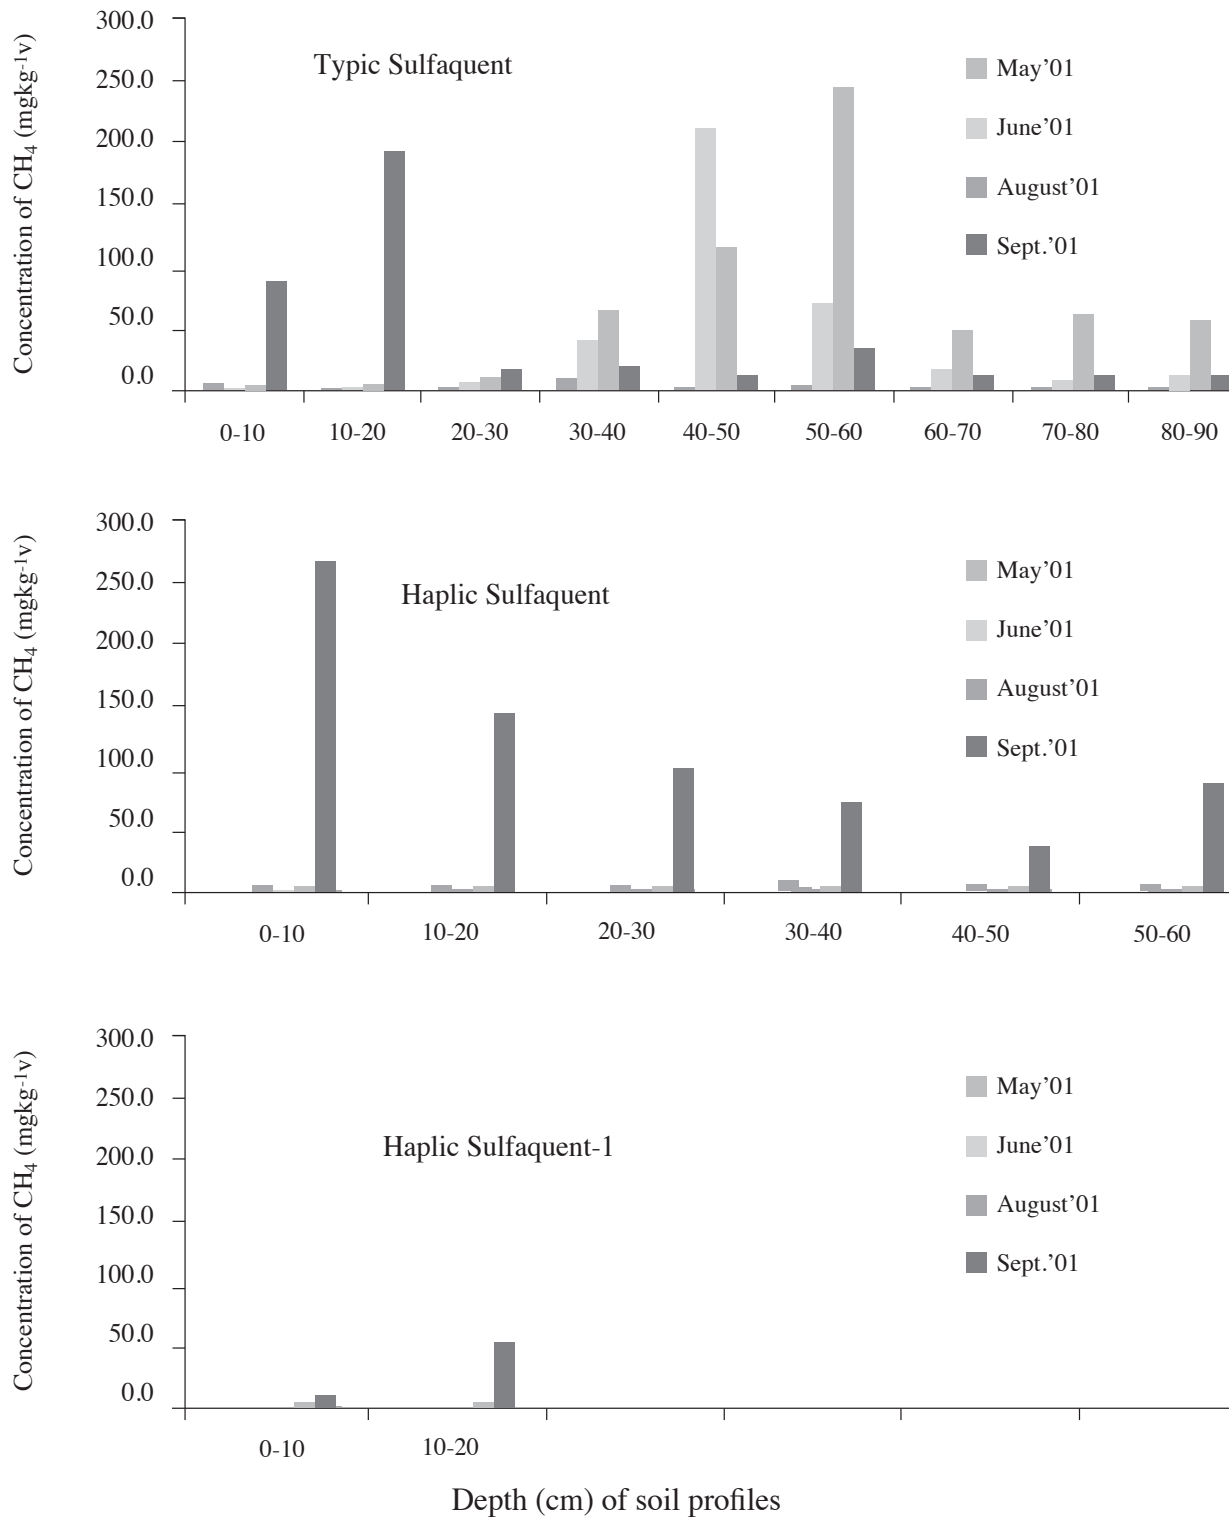 300.0
250.0
200.0
150.0
100.0
50.0
0.0
Concentration of CH4 (mgkg-1v)
Typic Sulfaquent
May'01
June'01
August'01
Sept.'01
0-10 10-20 20-30 30-40 40-50 50-60 60-70 70-80 80-90
300.0
250.0
200.0
150.0
100.0
50.0
0.0
Concentration of CH4 (mgkg-1v)
Haplic Sulfaquent
May'01
June'01
August'01
Sept.'01
0-10 10-20 20-30 30-40 40-50 50-60
300.0
250.0
200.0
150.0
100.0
50.0
0.0
Concentration of CH4 (mgkg-1v)
Haplic Sulfaquent-1
May'01
June'01
August'01
Sept.'01
0-10 10-20
Depth (cm) of soil profiles